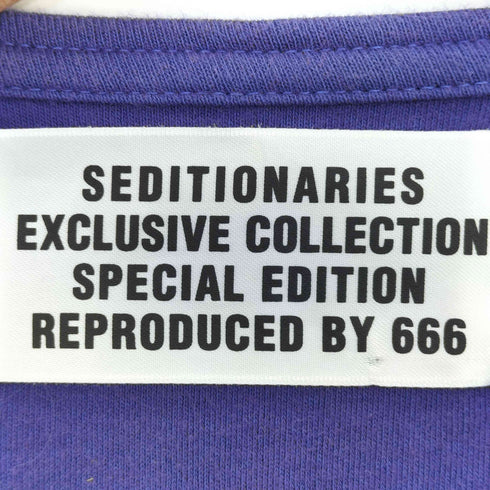 SEDITIONARIES
EXCLUSIVE COLLECTION
SPECIAL EDITION
REPRODUCED BY 666